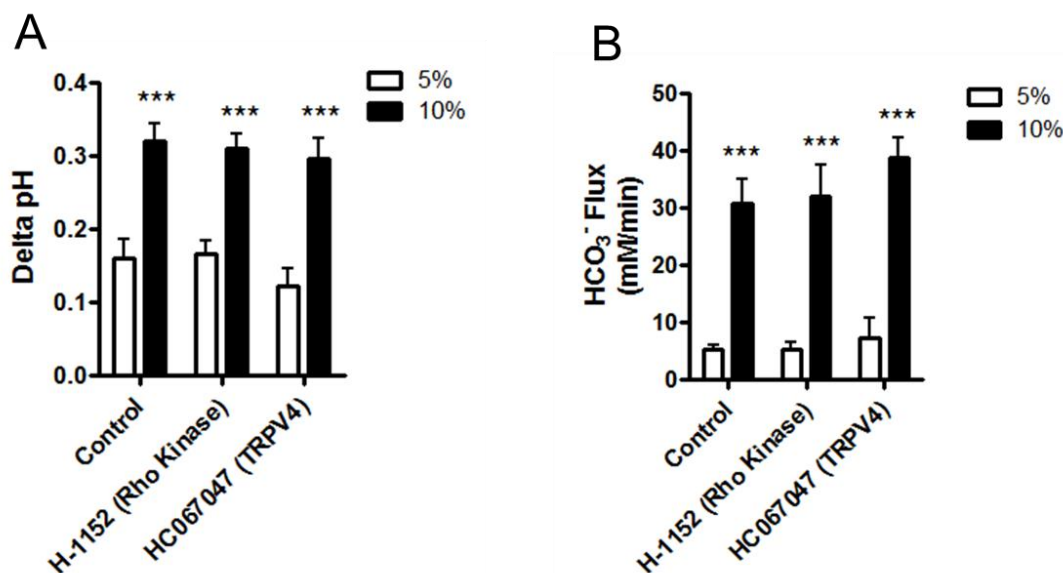 A
0.4
0.3
0.2
0.1
0.0
Delta pH
***
***
***
5%
10%
Control
H-1152 (Rho Kinase)
HC067047 (TRPV4)
B
50
40
30
20
10
0
HCO₃⁻ Flux
(mM/min)
***
***
***
5%
10%
Control
H-1152 (Rho Kinase)
HC067047 (TRPV4)